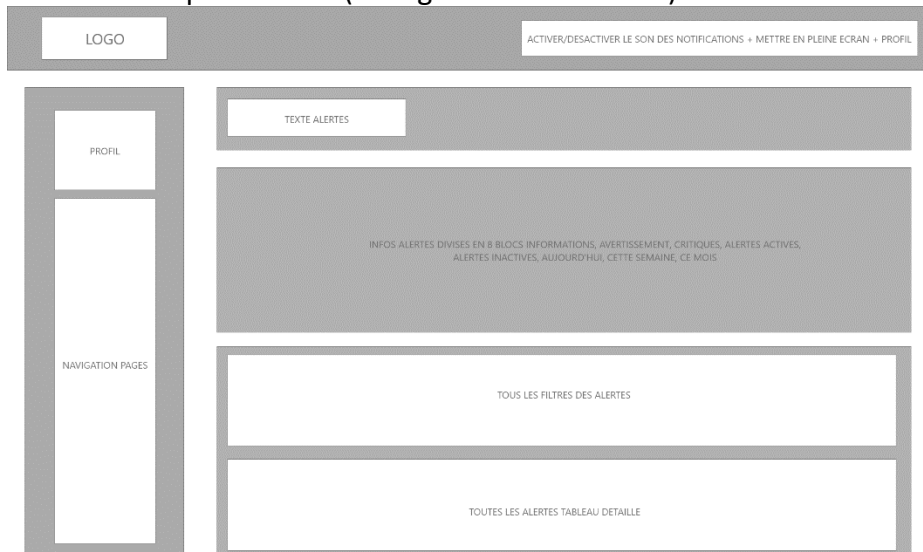 LOGO
ACTIVER/DESACTIVER LE SON DES NOTIFICATIONS + METTRE EN PLEINE ECRAN + PROFIL
PROFIL
NAVIGATION PAGES
TEXTE ALERTES
INFOS ALERTES DIVISES EN 8 BLOCS INFORMATIONS, AVERTISSEMENT, CRITIQUES, ALERTES ACTIVES,
ALERTES INACTIVES, AUJOURD'HUI, CETTE SEMAINE, CE MOIS
TOUS LES FILTRES DES ALERTES
TOUTES LES ALERTES TABLEAU DETAILLE